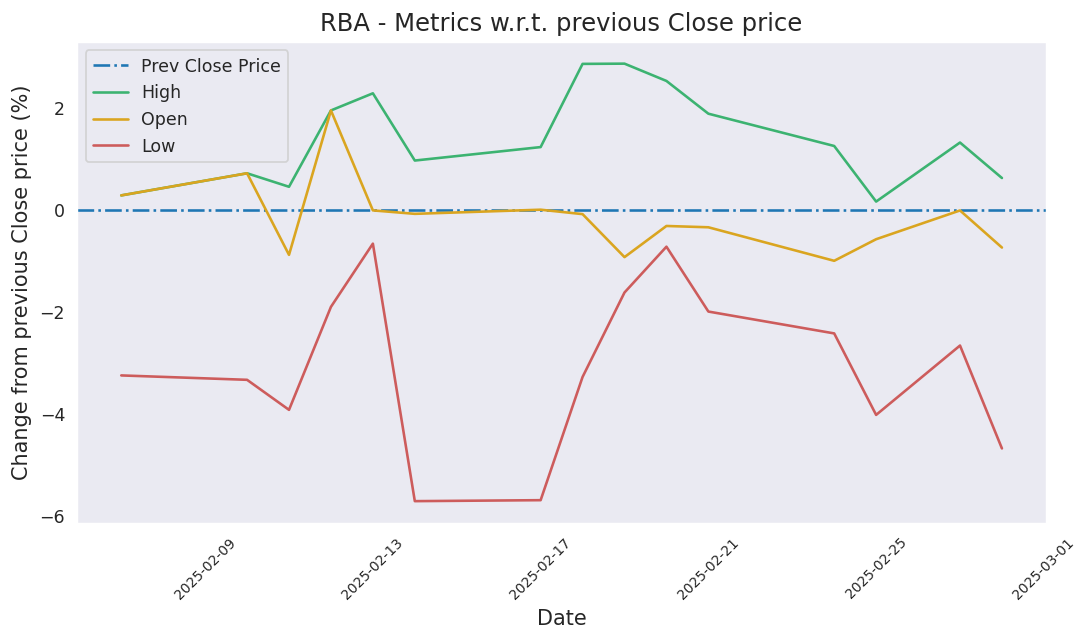 RBA - Metrics w.r.t. previous Close price
Prev Close Price
High
Open
Low
Change from previous Close price (%)
2
0
−2
−4
−6
2025-02-09
2025-02-13
2025-02-17
2025-02-21
2025-02-25
2025-03-01
Date